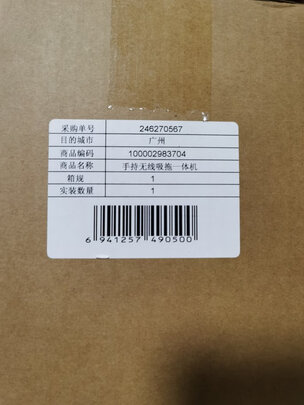 采购单号 246270567
目的城市 广州
商品编码 100002983704
商品名称 手持无线吸拖一体机
箱规 1
实装数量 1
6 941257 490500